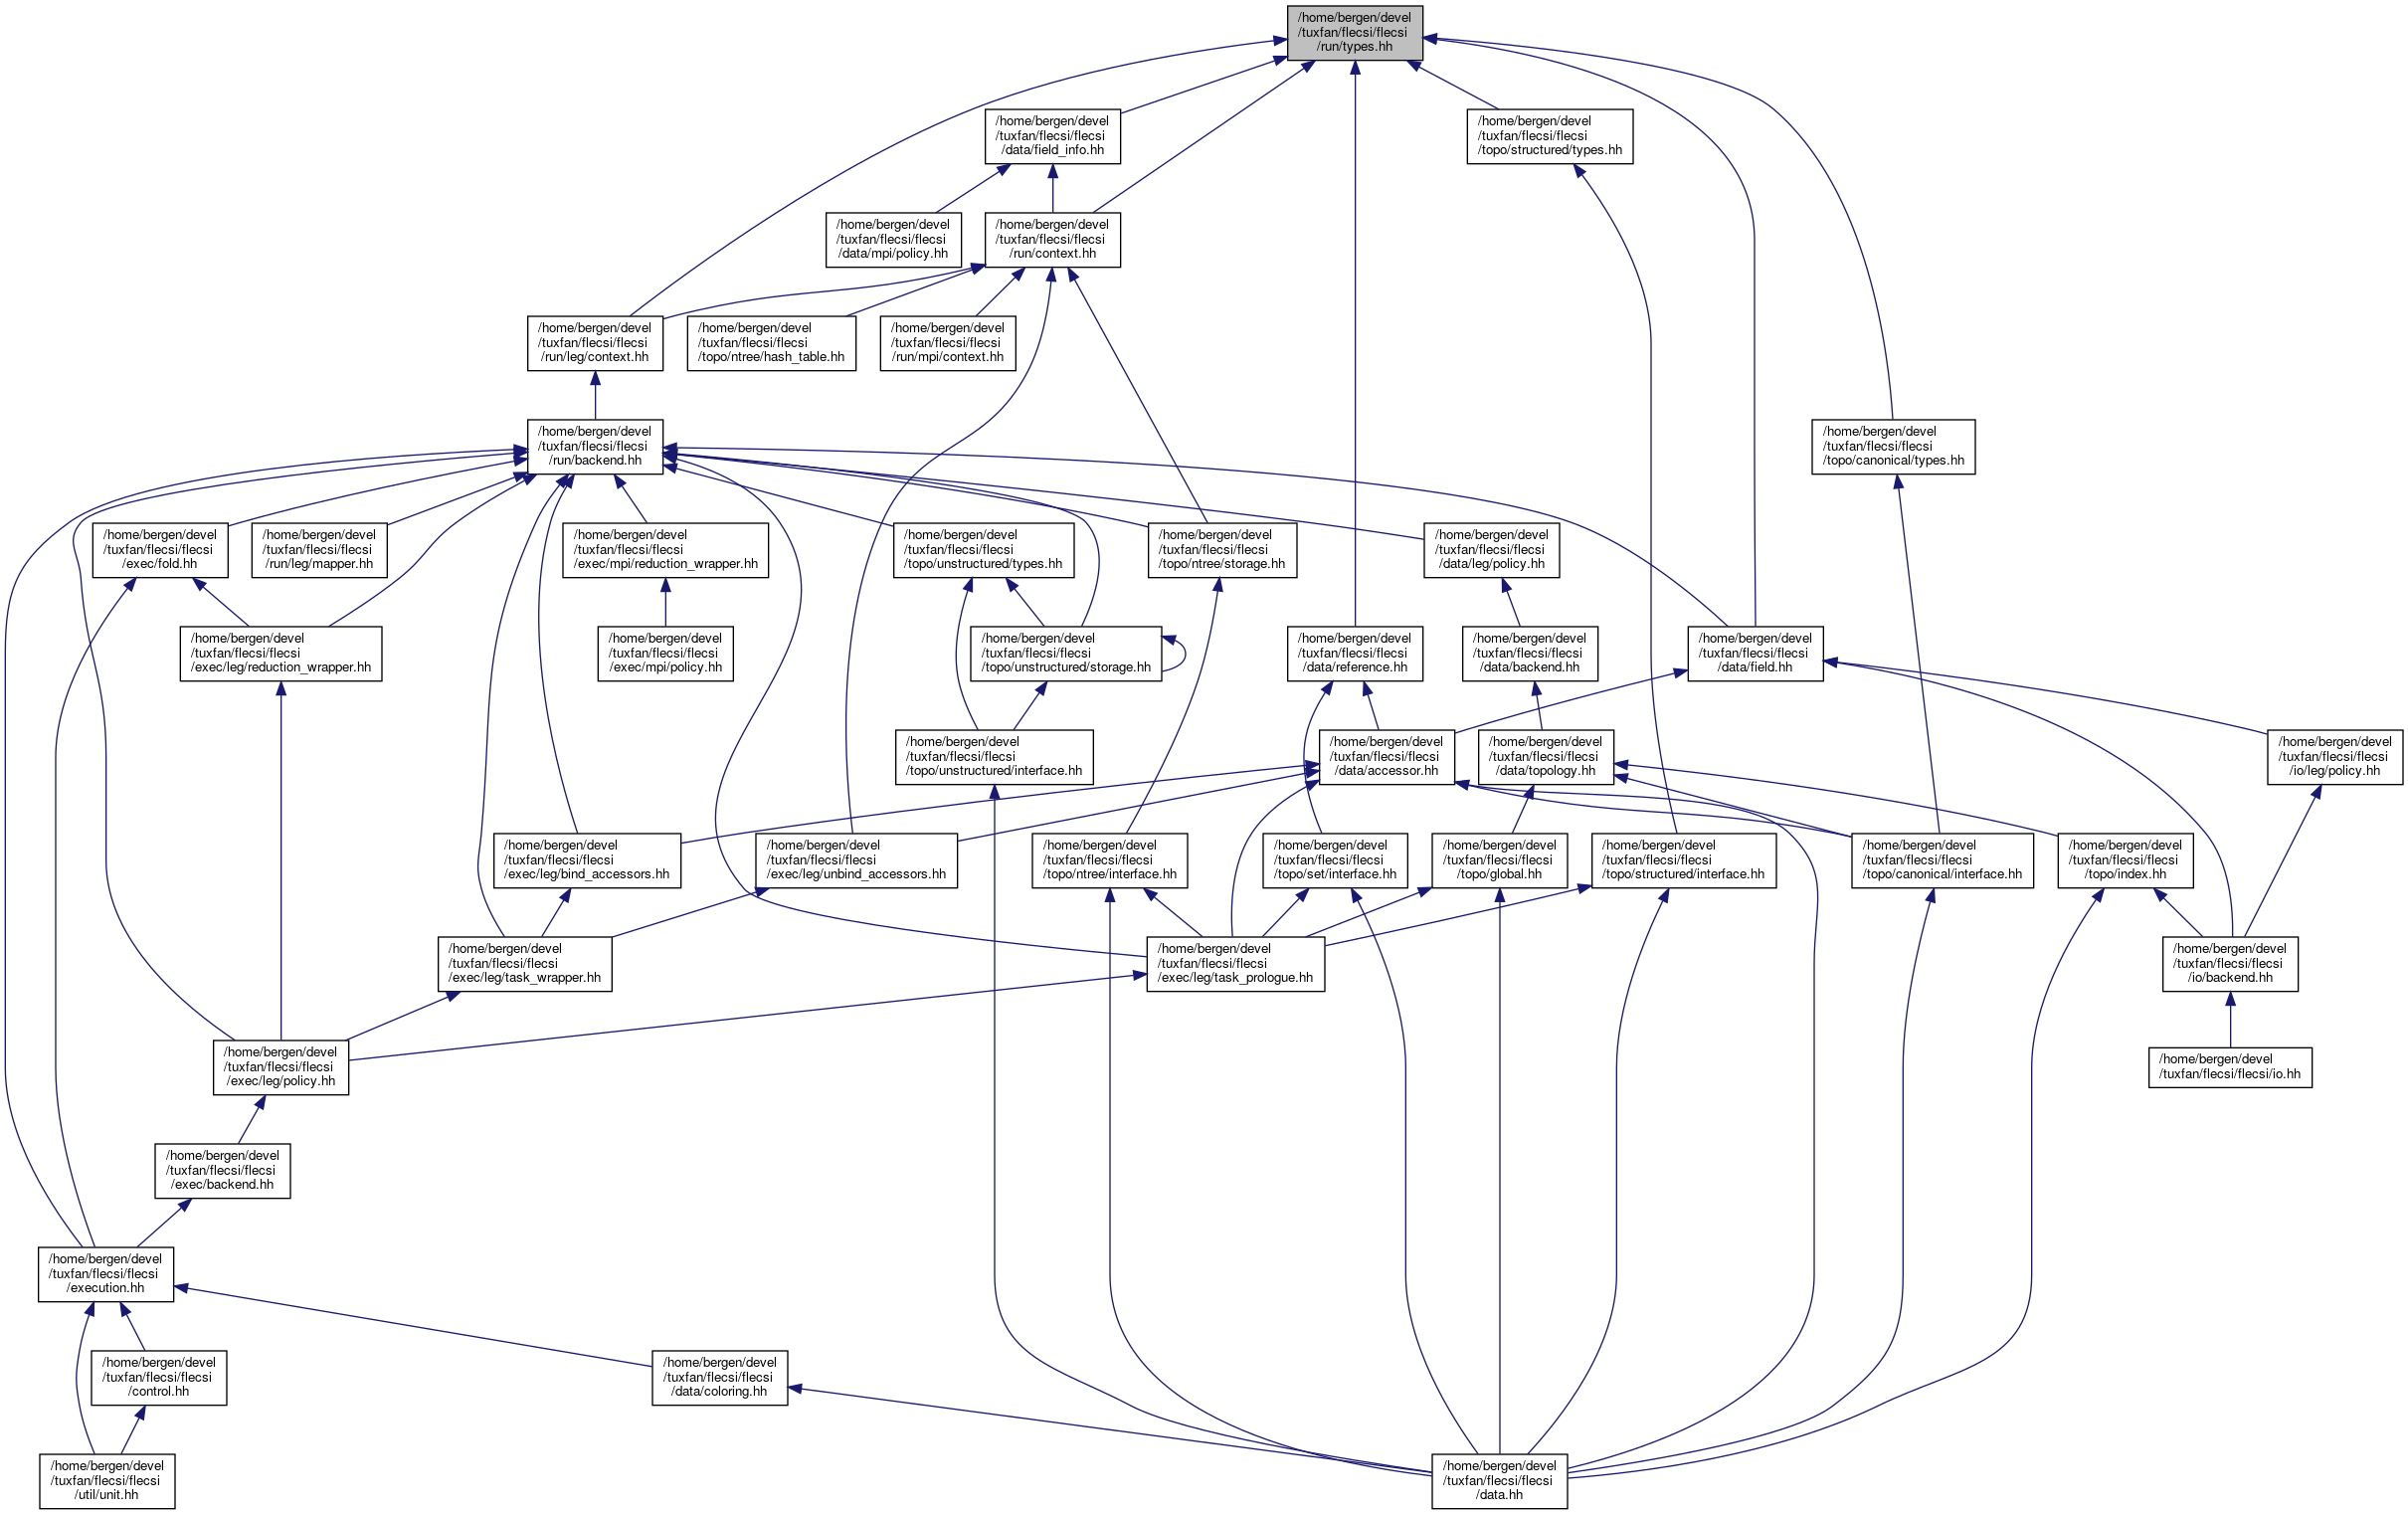 /home/bergen/devel
/tuxfan/flecsi/flecsi
/run/types.hh
/home/bergen/devel
/tuxfan/flecsi/flecsi
/data/field_info.hh
/home/bergen/devel
/tuxfan/flecsi/flecsi
/topo/structured/types.hh
/home/bergen/devel
/tuxfan/flecsi/flecsi
/data/mpi/policy.hh
/home/bergen/devel
/tuxfan/flecsi/flecsi
/run/context.hh
/home/bergen/devel
/tuxfan/flecsi/flecsi
/run/leg/context.hh
/home/bergen/devel
/tuxfan/flecsi/flecsi
/topo/ntree/hash_table.hh
/home/bergen/devel
/tuxfan/flecsi/flecsi
/run/mpi/context.hh
/home/bergen/devel
/tuxfan/flecsi/flecsi
/run/backend.hh
/home/bergen/devel
/tuxfan/flecsi/flecsi
/topo/canonical/types.hh
/home/bergen/devel
/tuxfan/flecsi/flecsi
/exec/fold.hh
/home/bergen/devel
/tuxfan/flecsi/flecsi
/run/leg/mapper.hh
/home/bergen/devel
/tuxfan/flecsi/flecsi
/exec/mpi/reduction_wrapper.hh
/home/bergen/devel
/tuxfan/flecsi/flecsi
/topo/unstructured/types.hh
/home/bergen/devel
/tuxfan/flecsi/flecsi
/topo/ntree/storage.hh
/home/bergen/devel
/tuxfan/flecsi/flecsi
/data/leg/policy.hh
/home/bergen/devel
/tuxfan/flecsi/flecsi
/exec/leg/reduction_wrapper.hh
/home/bergen/devel
/tuxfan/flecsi/flecsi
/exec/mpi/policy.hh
/home/bergen/devel
/tuxfan/flecsi/flecsi
/topo/unstructured/storage.hh
/home/bergen/devel
/tuxfan/flecsi/flecsi
/data/reference.hh
/home/bergen/devel
/tuxfan/flecsi/flecsi
/data/backend.hh
/home/bergen/devel
/tuxfan/flecsi/flecsi
/data/field.hh
/home/bergen/devel
/tuxfan/flecsi/flecsi
/topo/unstructured/interface.hh
/home/bergen/devel
/tuxfan/flecsi/flecsi
/data/accessor.hh
/home/bergen/devel
/tuxfan/flecsi/flecsi
/data/topology.hh
/home/bergen/devel
/tuxfan/flecsi/flecsi
/io/leg/policy.hh
/home/bergen/devel
/tuxfan/flecsi/flecsi
/exec/leg/bind_accessors.hh
/home/bergen/devel
/tuxfan/flecsi/flecsi
/exec/leg/unbind_accessors.hh
/home/bergen/devel
/tuxfan/flecsi/flecsi
/topo/ntree/interface.hh
/home/bergen/devel
/tuxfan/flecsi/flecsi
/topo/set/interface.hh
/home/bergen/devel
/tuxfan/flecsi/flecsi
/topo/global.hh
/home/bergen/devel
/tuxfan/flecsi/flecsi
/topo/structured/interface.hh
/home/bergen/devel
/tuxfan/flecsi/flecsi
/topo/canonical/interface.hh
/home/bergen/devel
/tuxfan/flecsi/flecsi
/topo/index.hh
/home/bergen/devel
/tuxfan/flecsi/flecsi
/exec/leg/task_wrapper.hh
/home/bergen/devel
/tuxfan/flecsi/flecsi
/exec/leg/task_prologue.hh
/home/bergen/devel
/tuxfan/flecsi/flecsi
/io/backend.hh
/home/bergen/devel
/tuxfan/flecsi/flecsi
/exec/leg/policy.hh
/home/bergen/devel
/tuxfan/flecsi/flecsi/io.hh
/home/bergen/devel
/tuxfan/flecsi/flecsi
/exec/backend.hh
/home/bergen/devel
/tuxfan/flecsi/flecsi
/execution.hh
/home/bergen/devel
/tuxfan/flecsi/flecsi
/control.hh
/home/bergen/devel
/tuxfan/flecsi/flecsi
/data/coloring.hh
/home/bergen/devel
/tuxfan/flecsi/flecsi
/util/unit.hh
/home/bergen/devel
/tuxfan/flecsi/flecsi
/data.hh